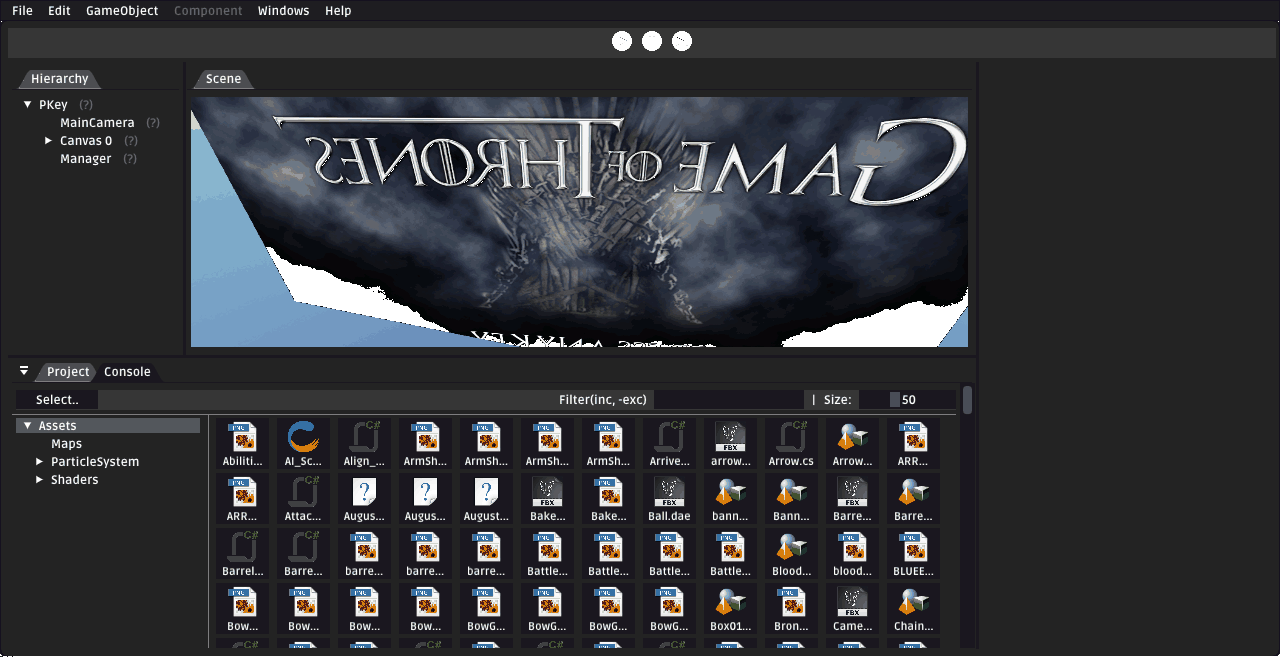 File Edit GameObject Component Windows Help
Hierarchy
Scene
PKey (?)
MainCamera (?)
Canvas 0 (?)
Manager (?)
GAME OF THRONES
Project Console
Select.. Filter(inc, -exc) | Size: 50
Assets
Maps
ParticleSystem
Shaders
Abiliti... AI_Sc... Align_... ArmSh... ArmSh... ArmSh... ArmSh... Arrive... arrow... Arrow.cs Arrow... ARR...
ARR... Attac... Augus... Augus... August... Bake... Bake... Ball.dae bann... Bann... Barre... Barre...
Barrel... Barre... barre... barre... barre... Battle... Battle... Battle... Battle... Blood... blood... BLUEE...
Bow... Bow... Bow... Bow... BowG... BowG... BowG... BowG... Box01... Bron... Came... Chain...